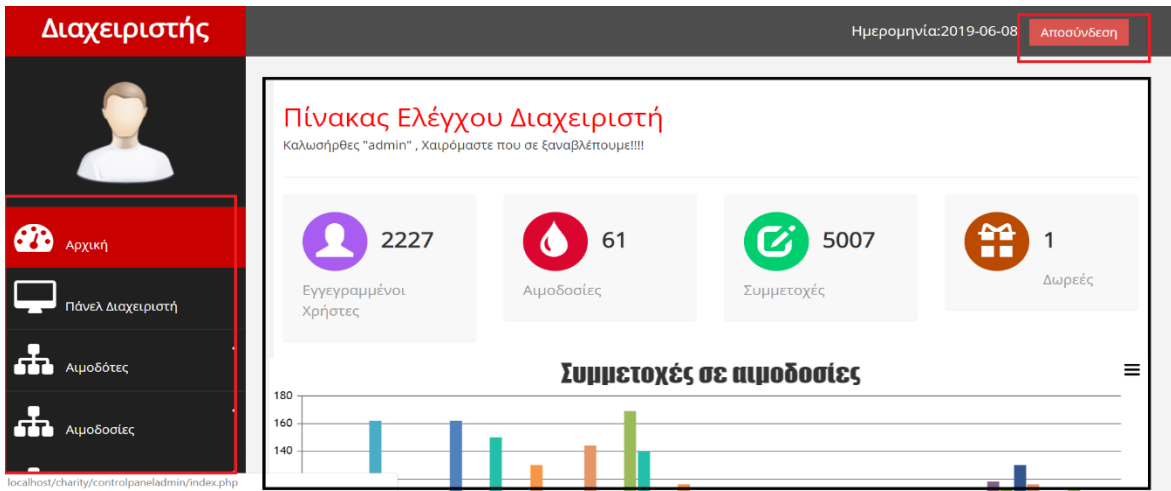 Διαχειριστής
Ημερομηνία:2019-06-08
Αποσύνδεση
Πίνακας Ελέγχου Διαχειριστή
Καλωσήρθες "admin" , Χαιρόμαστε που σε ξαναβλέπουμε!!!!
Αρχική
Πάνελ Διαχειριστή
Αιμοδότες
Αιμοδοσίες
2227
Εγγεγραμμένοι
Χρήστες
61
Αιμοδοσίες
5007
Συμμετοχές
1
Δωρεές
Συμμετοχές σε αιμοδοσίες
180
160
140
localhost/charity/controlpaneladmin/index.php